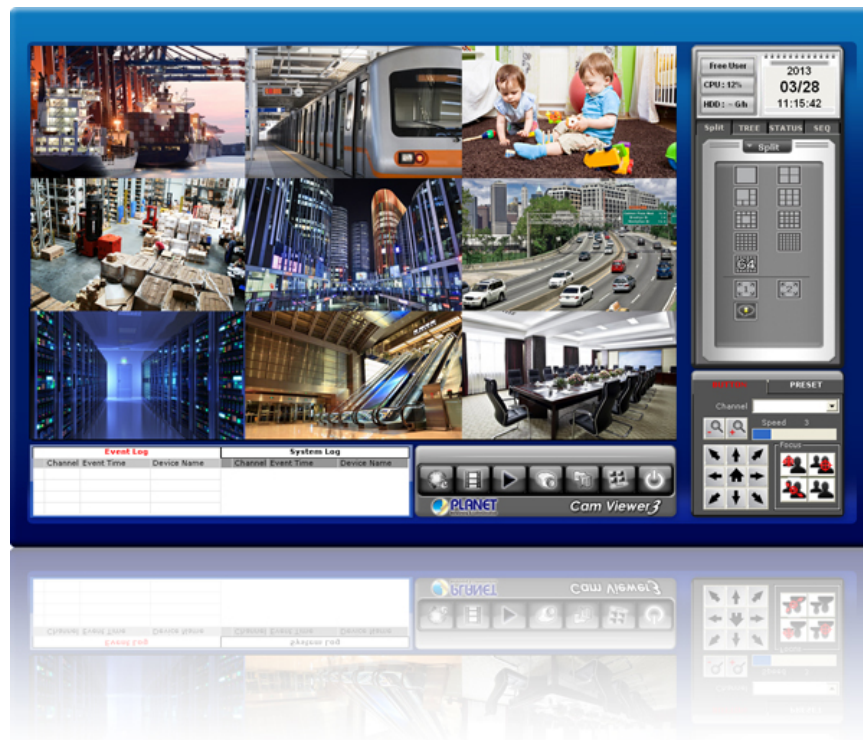 Free User
CPU : 12%
2013
03/28
11:15:42
Split TREE STATUS SEQ
Split
64
1 2
PRESET
Channel
Speed 3
Focus
Event Log System Log
Channel Event Time Device Name Channel Event Time Device Name
PLANET Cam Viewer3